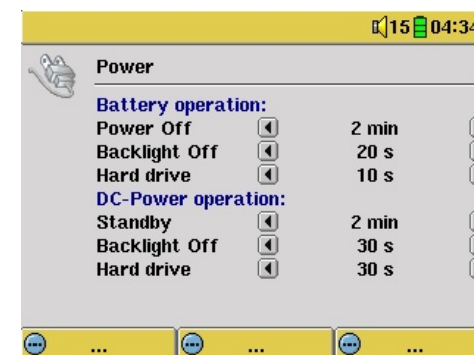 15 04:34
Power
Battery operation:
Power Off 2 min
Backlight Off 20 s
Hard drive 10 s
DC-Power operation:
Standby 2 min
Backlight Off 30 s
Hard drive 30 s
... ... ...